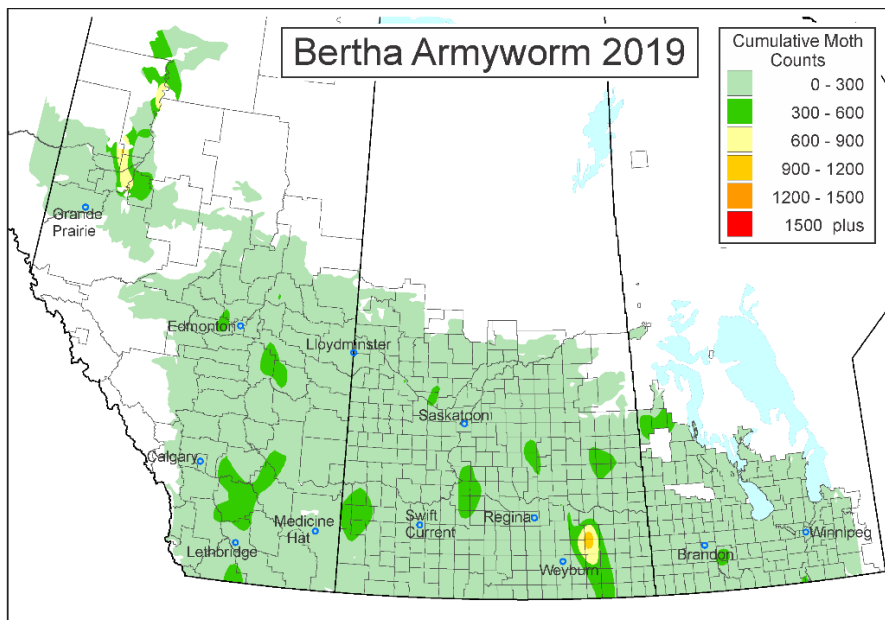 Bertha Armyworm 2019
Cumulative Moth
Counts
0 - 300
300 - 600
600 - 900
900 - 1200
1200 - 1500
1500 plus
Grande
Prairie
Edmonton
Lloydminster
Saskatoon
Calgary
Medicine
Hat
Swift
Current
Regina
Lethbridge
Weyburn
Brandon
Winnipeg